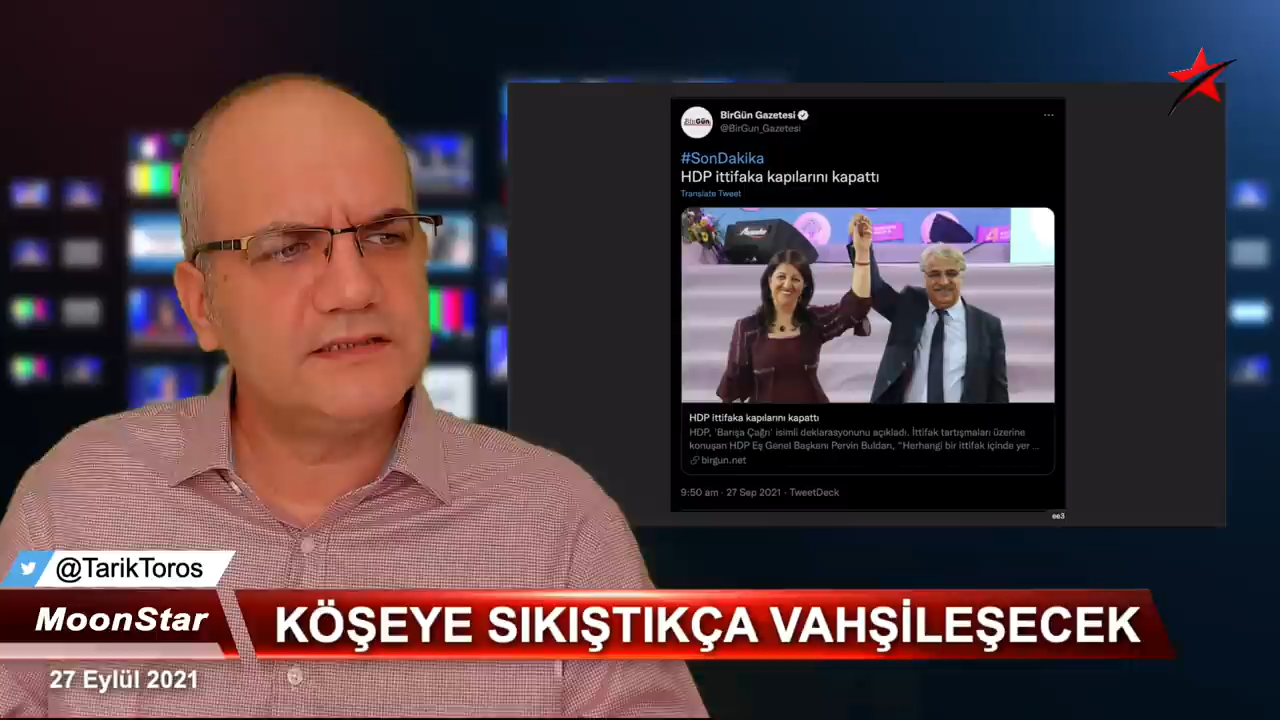 BirGün
BirGün Gazetesi
@BirGun_Gazetesi
#SonDakika
HDP ittifaka kapılarını kapattı
Translate Tweet
HDP ittifaka kapılarını kapattı
HDP, 'Barışa Çağrı' isimli deklarasyonunu açıkladı. İttifak tartışmaları üzerine
konuşan HDP Eş Genel Başkanı Pervin Buldan, "Herhangi bir ittifak içinde yer ...
birgun.net
9:50 am · 27 Sep 2021 · TweetDeck
ee3
@TarikToros
MoonStar
KÖŞEYE SIKIŞTIKÇA VAHŞİLEŞECEK
27 Eylül 2021